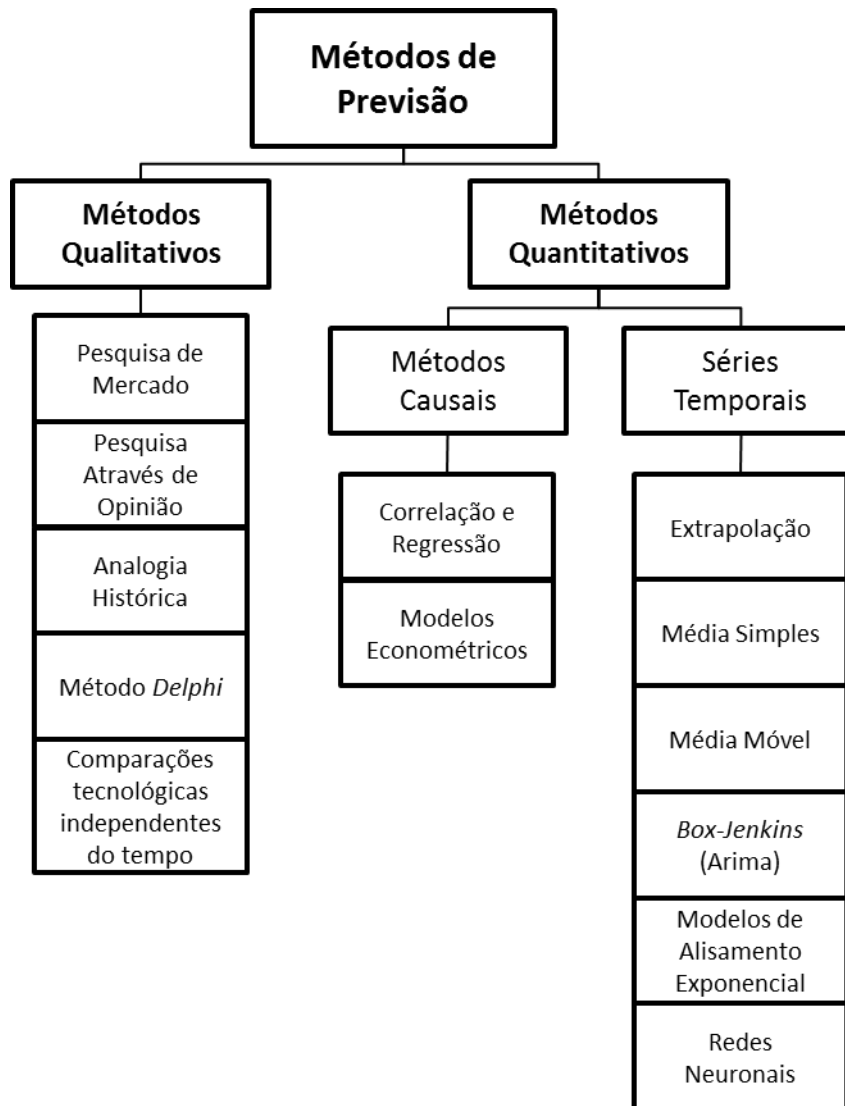 Métodos de
Previsão
Métodos
Qualitativos
Métodos
Quantitativos
Pesquisa de
Mercado
Pesquisa
Através de
Opinião
Analogia
Histórica
Método Delphi
Comparações
tecnológicas
independentes
do tempo
Métodos
Causais
Correlação e
Regressão
Modelos
Econométricos
Séries
Temporais
Extrapolação
Média Simples
Média Móvel
Box-Jenkins
(Arima)
Modelos de
Alisamento
Exponencial
Redes
Neuronais